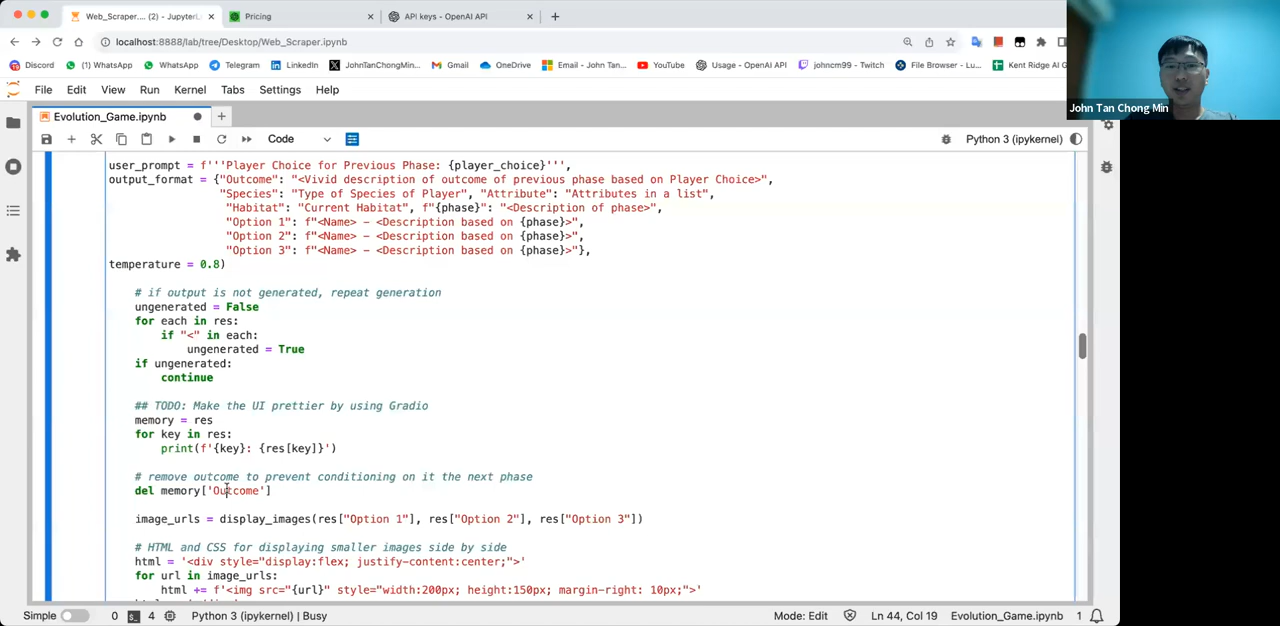 Web_Scraper.... (2) - JupyterL
Pricing
API keys - OpenAI API
localhost:8888/lab/tree/Desktop/Web_Scraper.ipynb
Discord
(1) WhatsApp
WhatsApp
Telegram
LinkedIn
JohnTanChongMin...
Gmail
OneDrive
Email - John Tan...
YouTube
Usage - OpenAI API
johncm99 - Twitch
File Browser - Lu...
Kent Ridge AI G
John Tan Chong Min
File Edit View Run Kernel Tabs Settings Help
Evolution_Game.ipynb
Code
Python 3 (ipykernel)
user_prompt = f'''Player Choice for Previous Phase: {player_choice}''',
output_format = {"Outcome": "<Vivid description of outcome of previous phase based on Player Choice>",
"Species": "Type of Species of Player", "Attribute": "Attributes in a list",
"Habitat": "Current Habitat", f"{phase}": "<Description of phase>",
"Option 1": f"<Name> - <Description based on {phase}>",
"Option 2": f"<Name> - <Description based on {phase}>",
"Option 3": f"<Name> - <Description based on {phase}>"},
temperature = 0.8)
# if output is not generated, repeat generation
ungenerated = False
for each in res:
if "<" in each:
ungenerated = True
if ungenerated:
continue
## TODO: Make the UI prettier by using Gradio
memory = res
for key in res:
print(f'{key}: {res[key]}')
# remove outcome to prevent conditioning on it the next phase
del memory['Outcome']
image_urls = display_images(res["Option 1"], res["Option 2"], res["Option 3"])
# HTML and CSS for displaying smaller images side by side
html = '<div style="display:flex; justify-content:center;">'
for url in image_urls:
html += f'<img src="{url}" style="width:200px; height:150px; margin-right: 10px;">'
Simple
0
4
Python 3 (ipykernel) | Busy
Mode: Edit
Ln 44, Col 19
Evolution_Game.ipynb
1